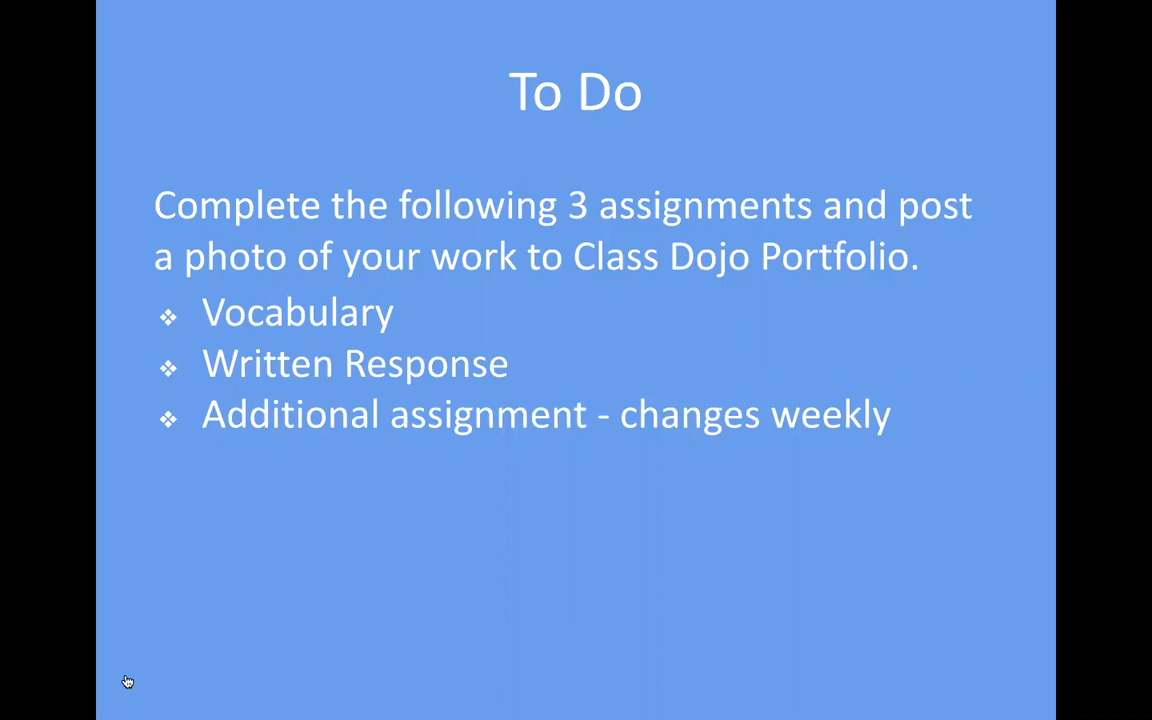 To Do
Complete the following 3 assignments and post
a photo of your work to Class Dojo Portfolio.
❖ Vocabulary
❖ Written Response
❖ Additional assignment - changes weekly